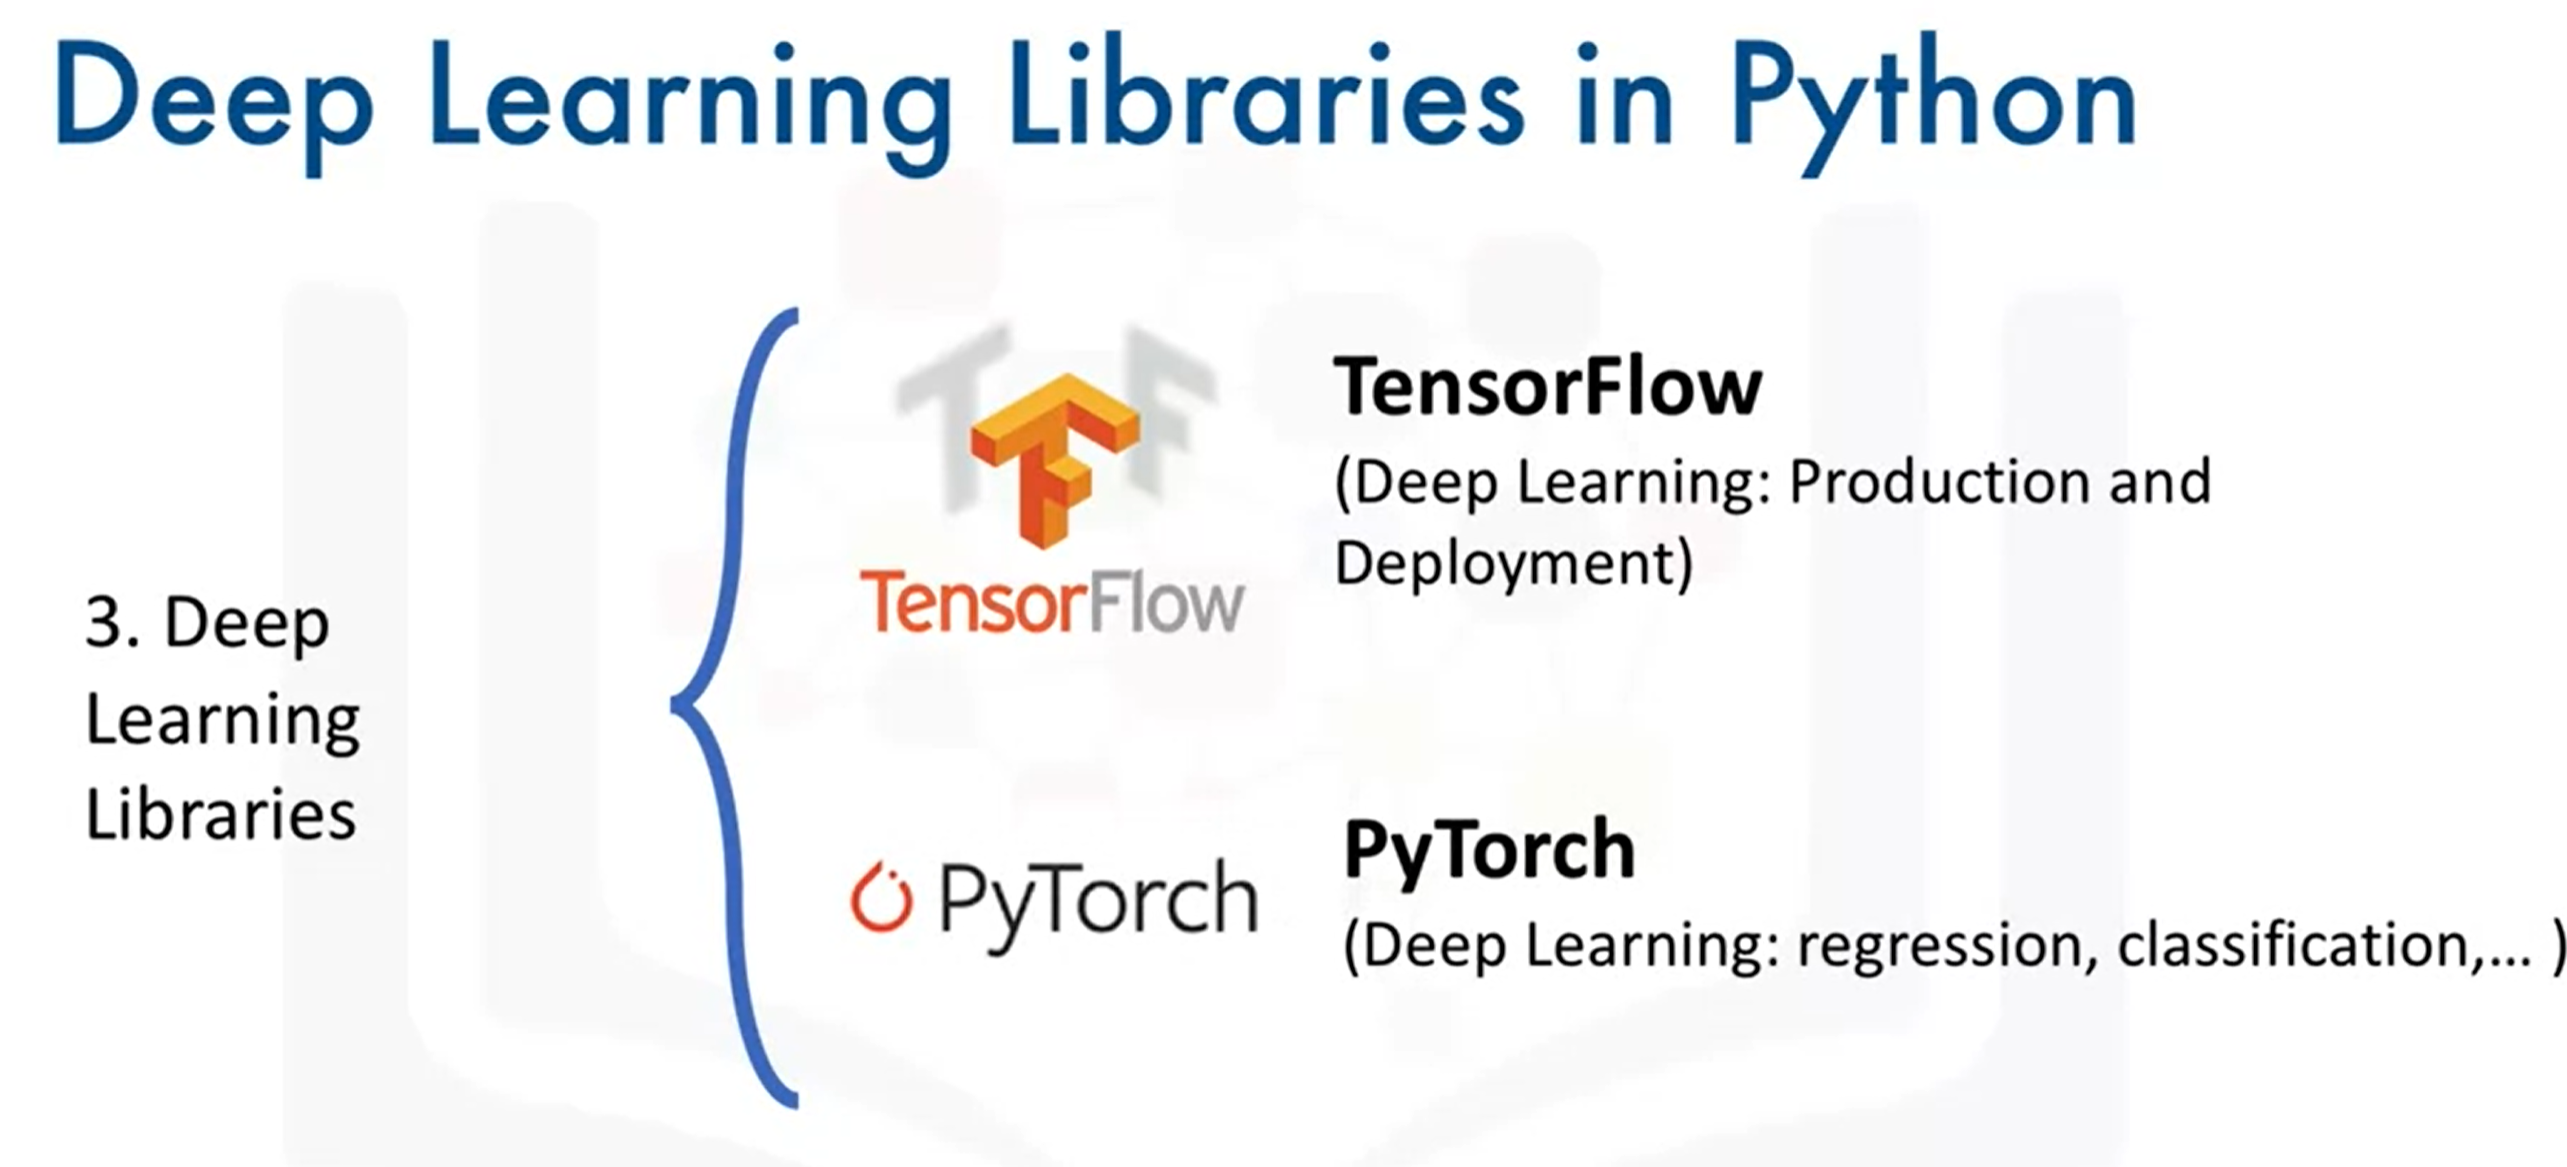 Deep Learning Libraries in Python
3. Deep
Learning
Libraries
TF
TensorFlow
TensorFlow
(Deep Learning: Production and
Deployment)
PyTorch
PyTorch
(Deep Learning: regression, classification,... )